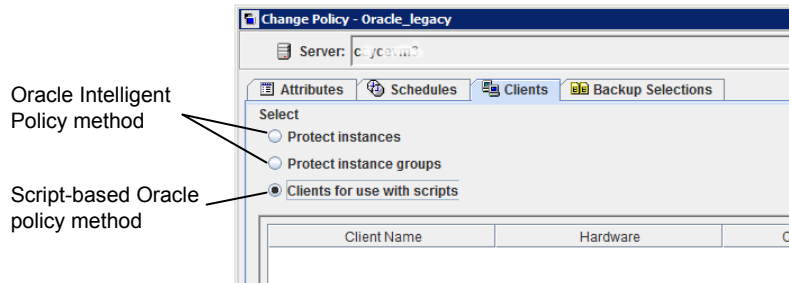 Change Policy - Oracle_legacy
Server:
Attributes Schedules Clients Backup Selections
Oracle Intelligent
Policy method
Select
Protect instances
Protect instance groups
Script-based Oracle
policy method
Clients for use with scripts
Client Name Hardware